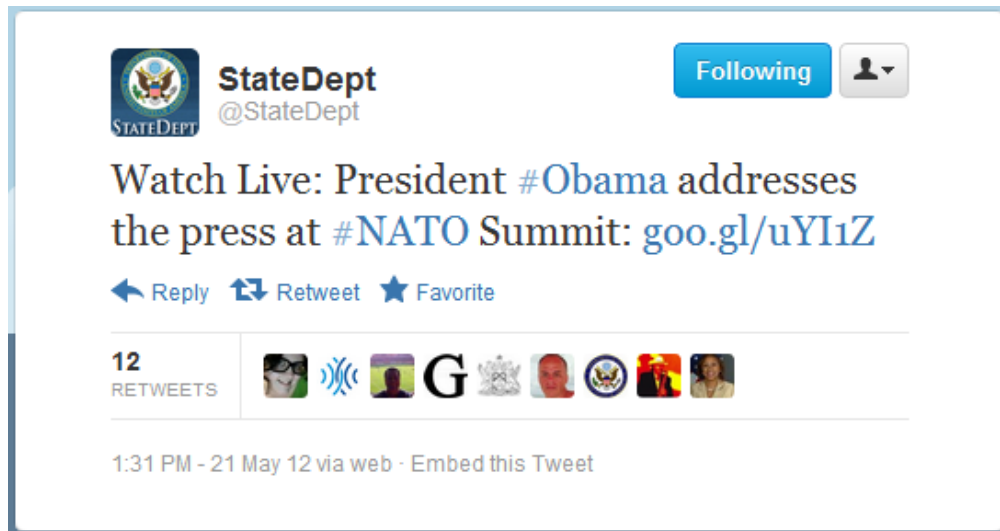 StateDept
@StateDept
Following
STATEDEPT
Watch Live: President #Obama addresses
the press at #NATO Summit: goo.gl/uYI1Z
Reply Retweet Favorite
12
RETWEETS
G
1:31 PM - 21 May 12 via web · Embed this Tweet